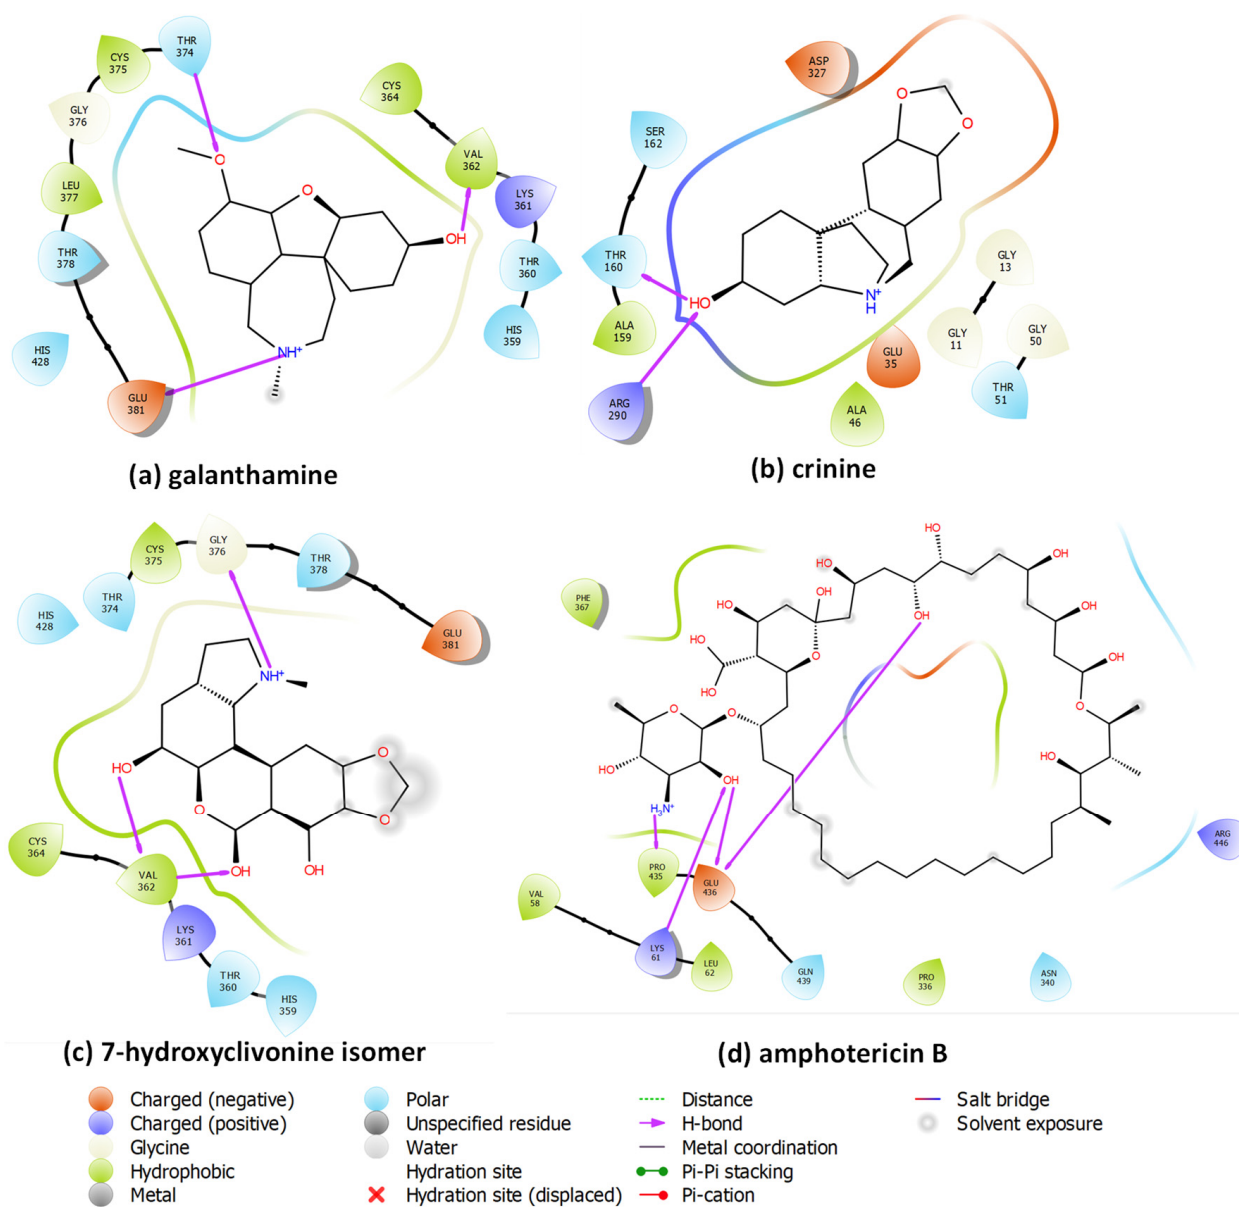 THR
374
CYS
375
GLY
376
LEU
377
THR
378
HIS
428
GLU
381
O
O
OH
NH+
CYS
364
VAL
362
LYS
361
THR
360
HIS
359
(a) galanthamine
ASP
327
SER
162
THR
160
ALA
159
ARG
290
O
O
HO
N+
H
GLY
13
GLY
11
GLY
50
THR
51
GLU
35
ALA
46
(b) crinine
GLY
376
CYS
375
THR
374
HIS
428
THR
378
GLU
381
NH+
HO
O
O
O
OH
OH
CYS
364
VAL
362
LYS
361
THR
360
HIS
359
(c) 7-hydroxyclivonine isomer
PHE
367
HO
HO
OH
OH
HO
OH
HO
O
HO
OH
OH
OH
O
HO
O
O
HO
OH
H3N+
PRO
435
GLU
436
VAL
58
LYS
61
LEU
62
GLN
439
PRO
336
ASN
340
ARG
446
(d) amphotericin B
Charged (negative)
Charged (positive)
Glycine
Hydrophobic
Metal
Polar
Unspecified residue
Water
Hydration site
Hydration site (displaced)
Distance
H-bond
Metal coordination
Pi-Pi stacking
Pi-cation
Salt bridge
Solvent exposure